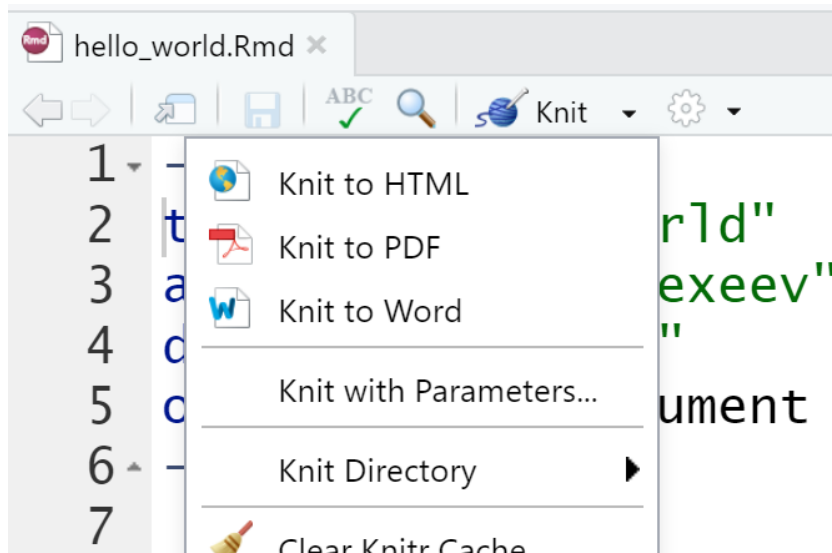 Rmd hello_world.Rmd
ABC Knit
1 -
Knit to HTML
2 t rld"
Knit to PDF
3 a exeev"
Knit to Word
4 d "
Knit with Parameters...
5 o ument
6 -
Knit Directory
7
Clear Knitr Cache